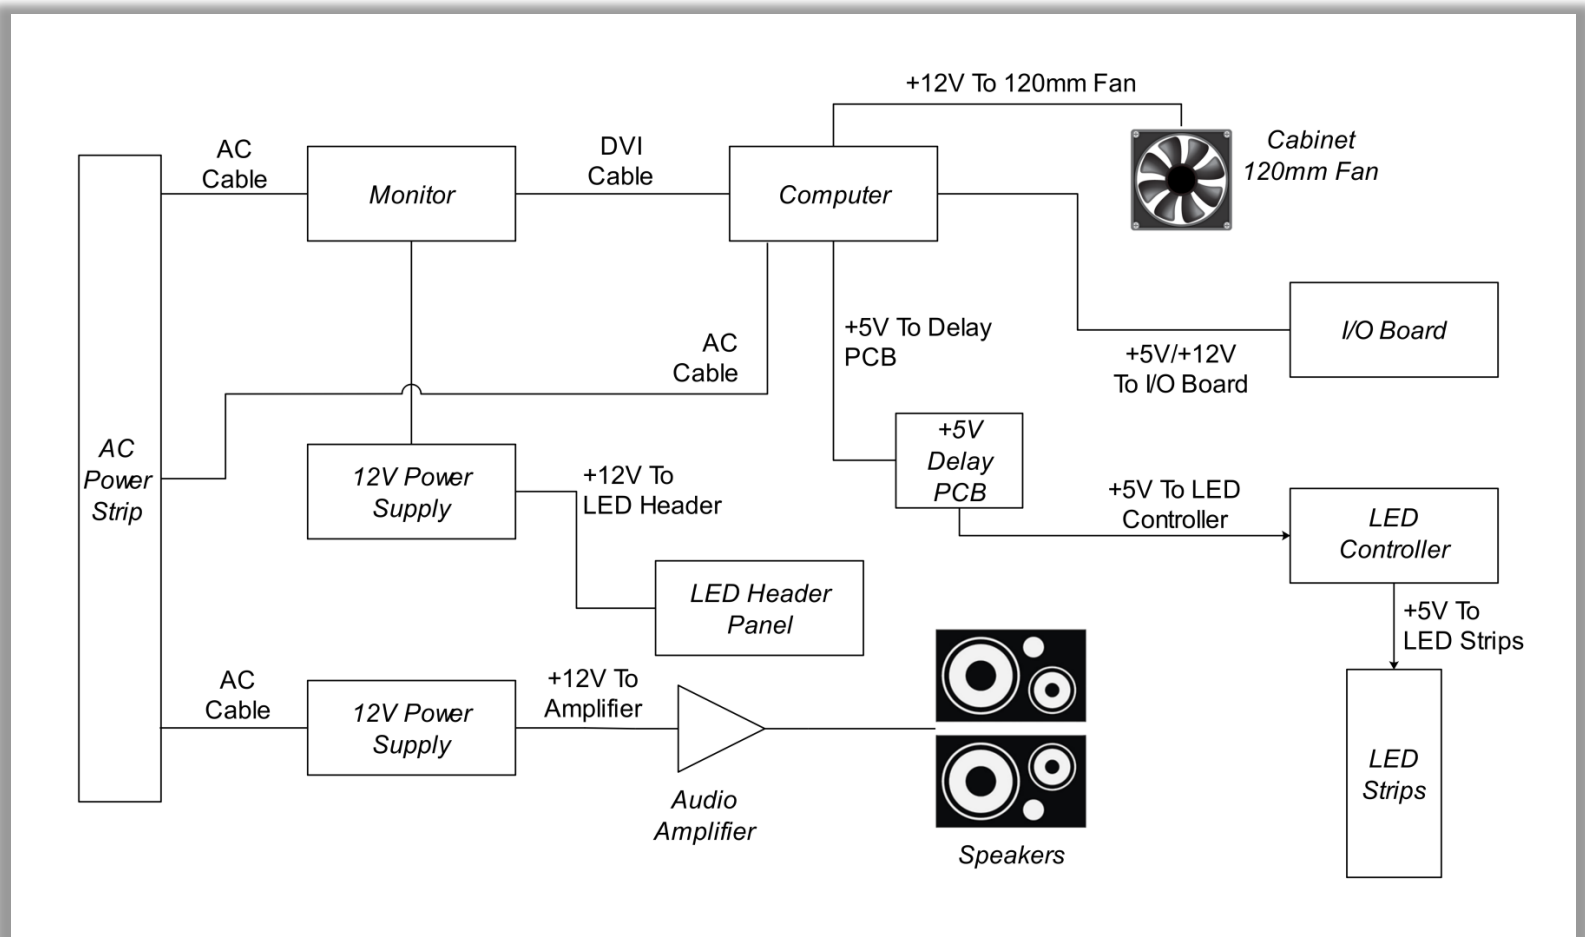 +12V To 120mm Fan
Cabinet
120mm Fan
AC
Cable
Monitor
DVI
Cable
Computer
I/O Board
+5V/+12V
To I/O Board
+5V To Delay
PCB
AC
Cable
AC
Power
Strip
12V Power
Supply
+12V To
LED Header
+5V
Delay
PCB
+5V To LED
Controller
LED
Controller
LED Header
Panel
+5V To
LED Strips
AC
Cable
12V Power
Supply
+12V To
Amplifier
Audio
Amplifier
Speakers
LED
Strips